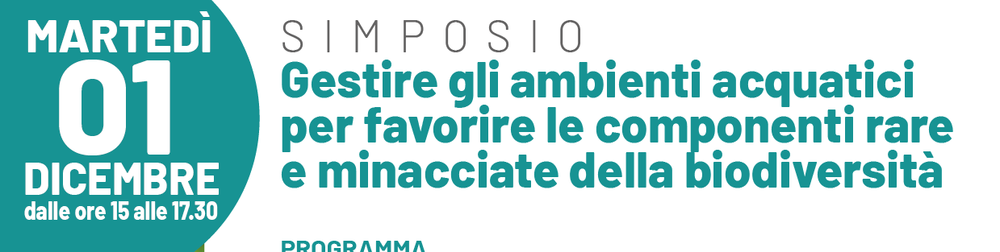 MARTEDÌ
01
DICEMBRE
dalle ore 15 alle 17.30
SIMPOSIO
Gestire gli ambienti acquatici
per favorire le componenti rare
e minacciate della biodiversità
PROGRAMMA